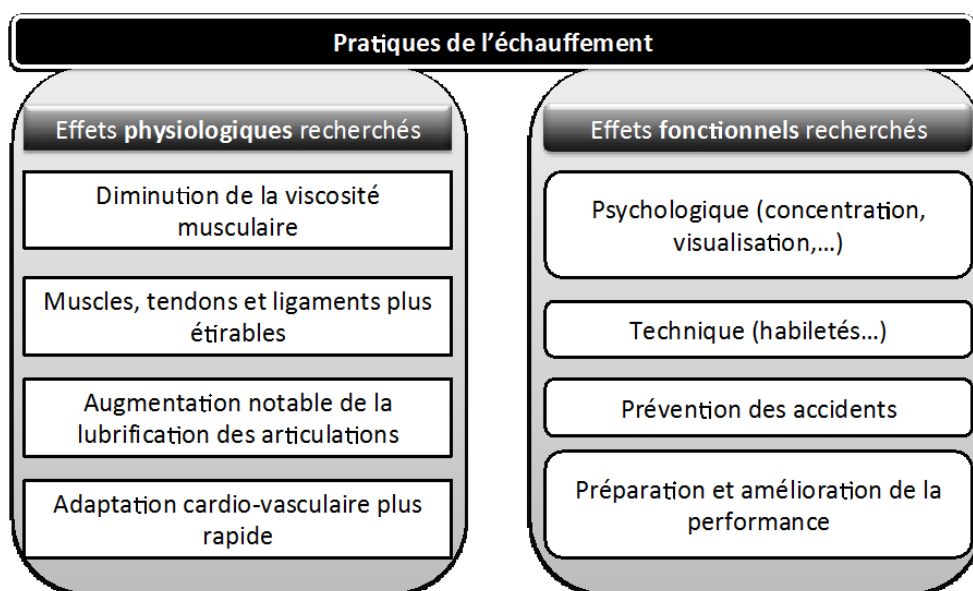 Pratiques de l’échauffement
Effets physiologiques recherchés
Diminution de la viscosité
musculaire
Muscles, tendons et ligaments plus
étirables
Augmentation notable de la
lubrification des articulations
Adaptation cardio-vasculaire plus
rapide
Effets fonctionnels recherchés
Psychologique (concentration,
visualisation,…)
Technique (habiletés…)
Prévention des accidents
Préparation et amélioration de la
performance